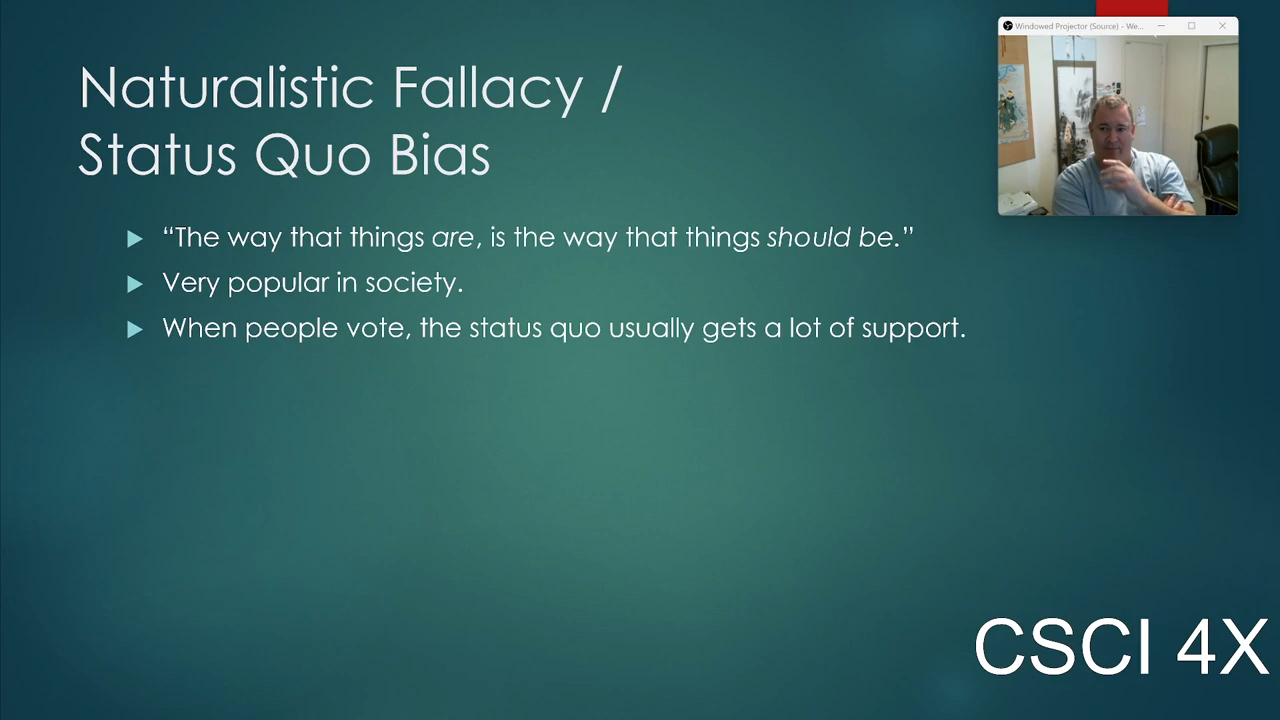 Windowed Projector (Source) - We...
Naturalistic Fallacy /
Status Quo Bias
“The way that things are, is the way that things should be.”
Very popular in society.
When people vote, the status quo usually gets a lot of support.
CSCI 4X